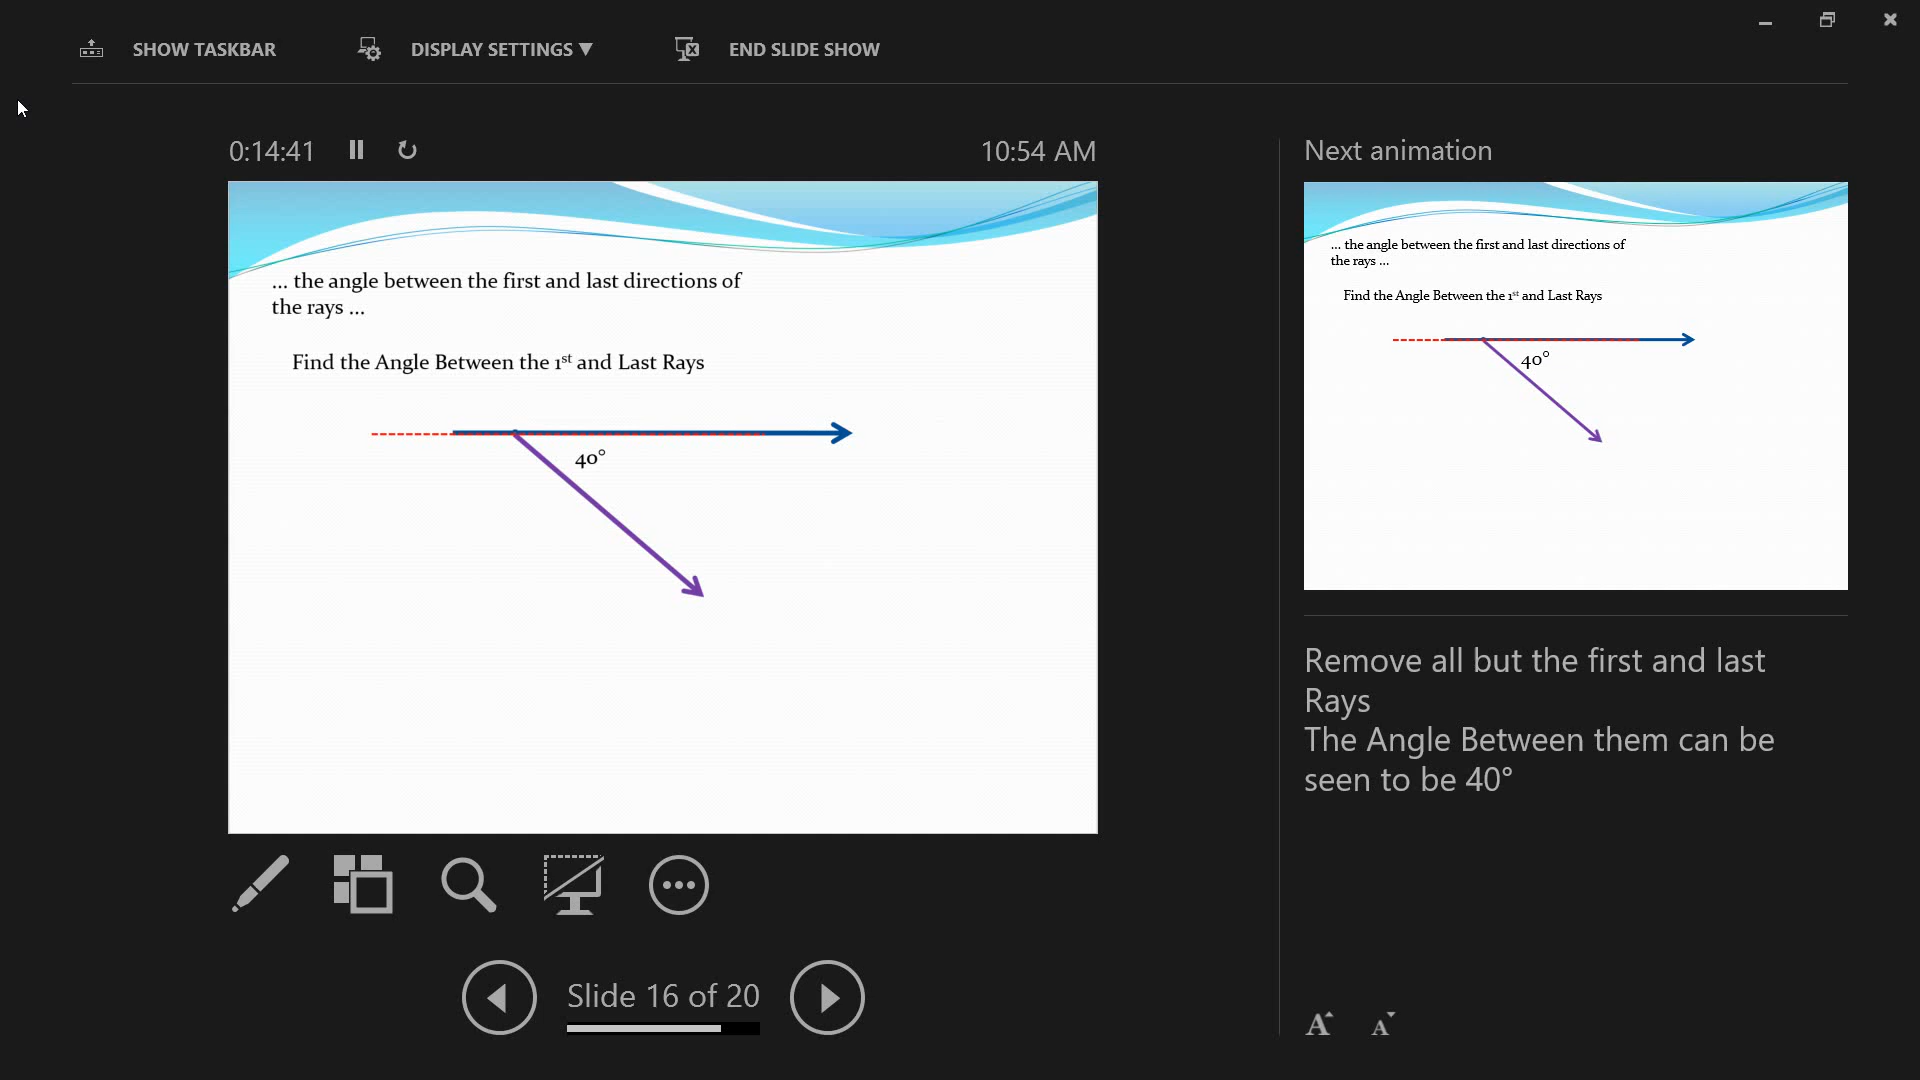 SHOW TASKBAR
DISPLAY SETTINGS ▼
END SLIDE SHOW
0:14:41
10:54 AM
... the angle between the first and last directions of
the rays ...
Find the Angle Between the 1st and Last Rays
40°
Slide 16 of 20
Next animation
... the angle between the first and last directions of
the rays ...
Find the Angle Between the 1st and Last Rays
40°
Remove all but the first and last
Rays
The Angle Between them can be
seen to be 40°
A A